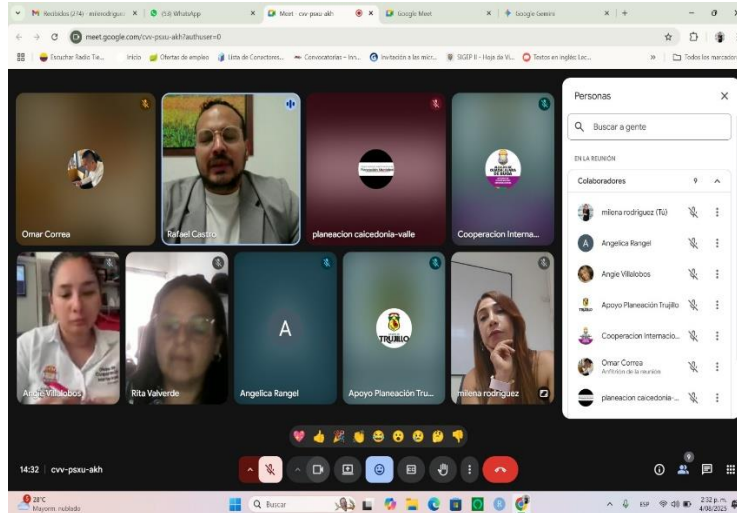 Recibidos (274) - milenarodrigue
(53) WhatsApp
Meet - cvv-psxu-akh
Google Meet
Google Gemini
meet.google.com/cvv-psxu-akh?authuser=0
Escuchar Radio Tie...
Inicio
Ofertas de empleo
Lista de Conectores...
Convocatorias – Inn...
Invitación a las micr...
SIGEP II - Hoja de Vi...
Textos en inglés: Lec...
Todos los marcadores
Omar Correa
Rafael Castro
planeacion caicedonia-valle
Cooperacion Interna...
Angie Villalobos
Rita Valverde
A
Angelica Rangel
TRUJILLO
Apoyo Planeación Tru...
milena rodriguez
Personas
Buscar a gente
EN LA REUNIÓN
Colaboradores
9
milena rodriguez (Tú)
A
Angelica Rangel
Angie Villalobos
Apoyo Planeación Trujillo
Cooperacion Internacio...
Omar Correa
Anfitrión de la reunión
planeacion caicedonia-...
14:32
cvv-psxu-akh
9
28°C
Mayorm. nublado
Buscar
ESP
2:32 p. m.
4/08/2025